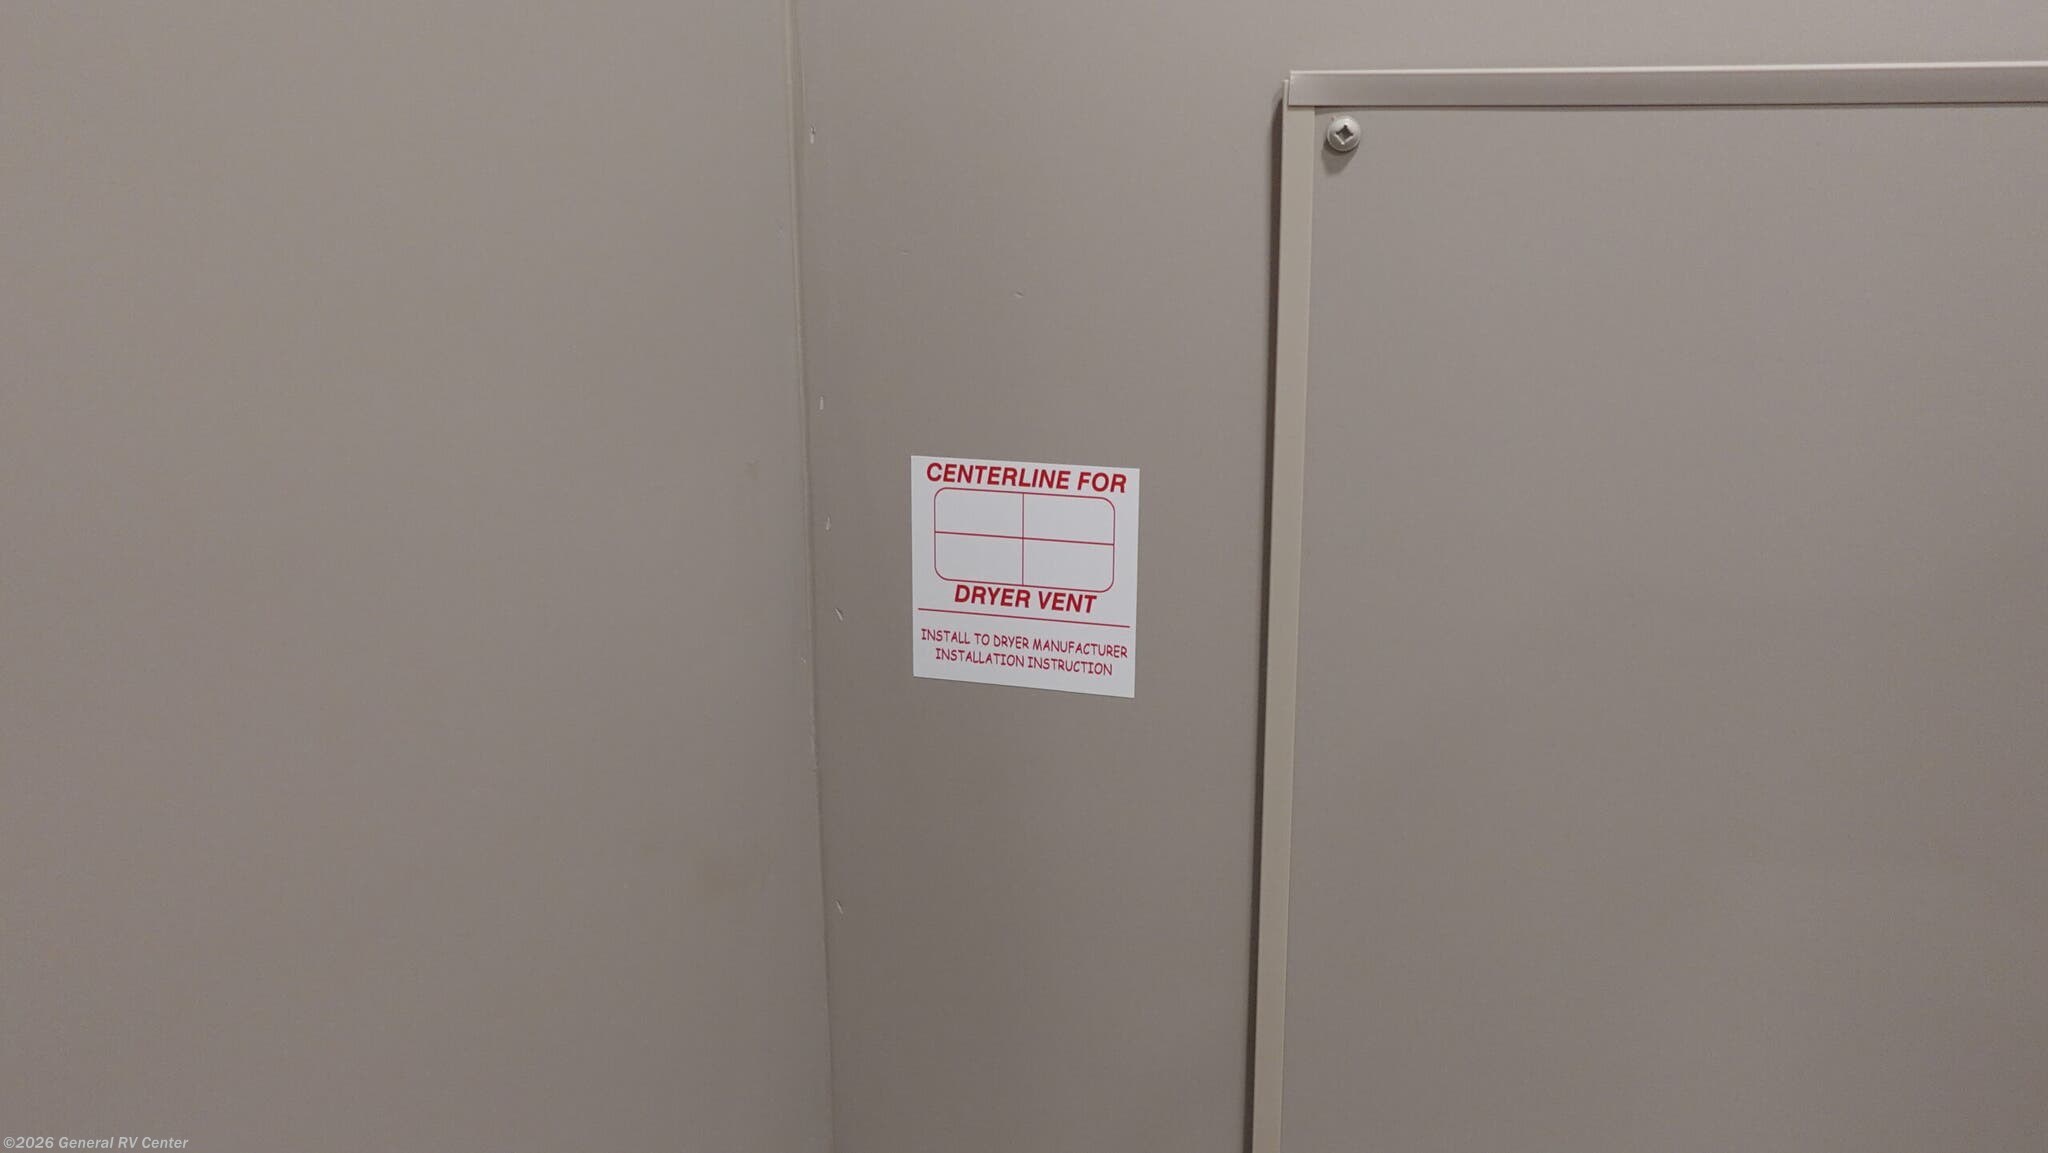 CENTERLINE FOR
DRYER VENT
INSTALL TO DRYER MANUFACTURER
INSTALLATION INSTRUCTION
©2026 General RV Center